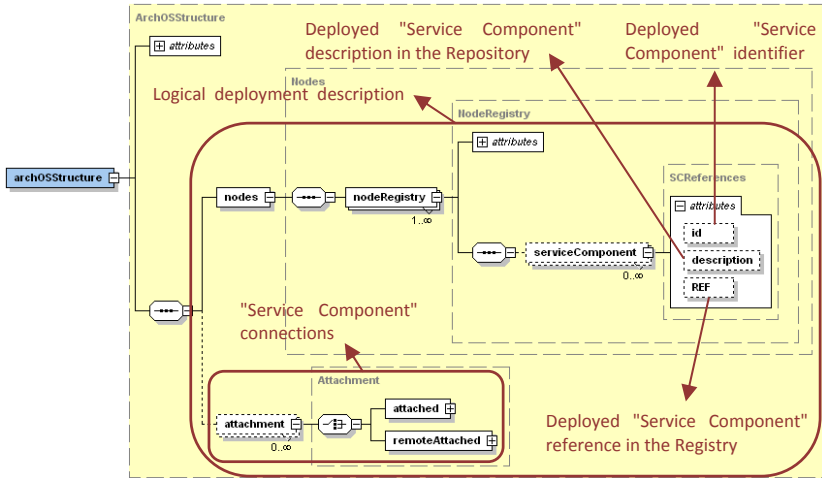 ArchOSStructure
attributes
Deployed "Service Component"
description in the Repository
Deployed "Service
Component" identifier
Nodes
Logical deployment description
NodeRegistry
attributes
SCReferences
attributes
archOSStructure
nodes
nodeRegistry
1..∞
id
serviceComponent
0..∞
description
REF
"Service Component"
connections
Attachment
attached
attachment
0..∞
remoteAttached
Deployed "Service Component"
reference in the Registry